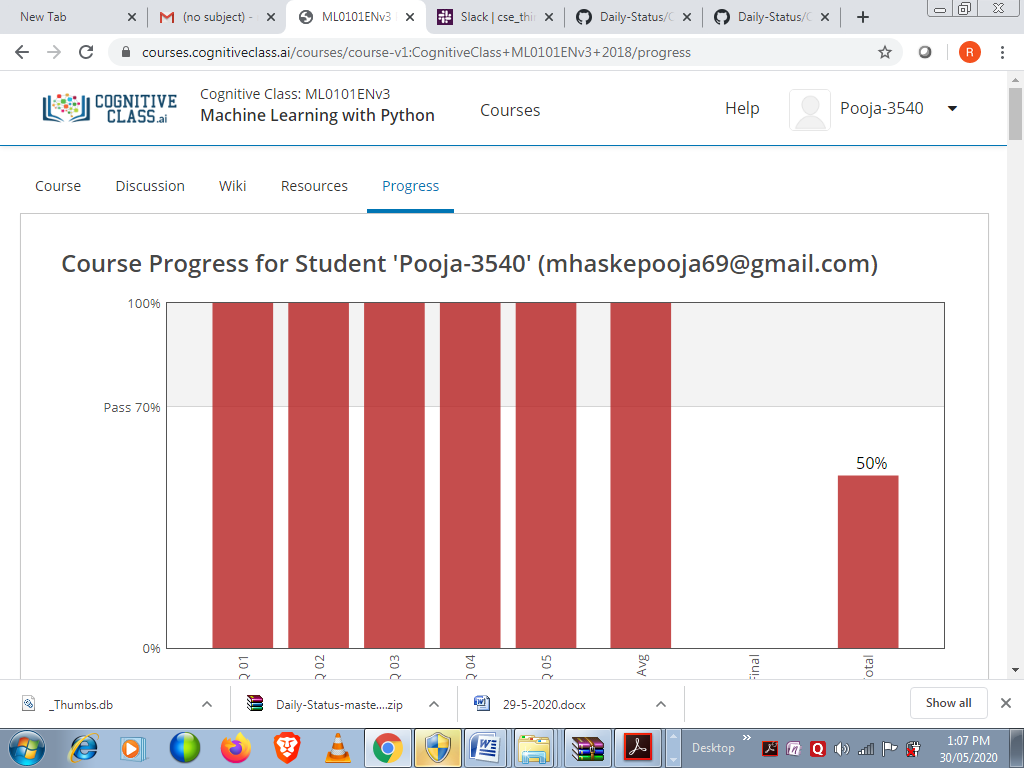 New Tab
(no subject) -
ML0101ENv3
Slack | cse_thi
Daily-Status/C
Daily-Status/C
courses.cognitiveclass.ai/courses/course-v1:CognitiveClass+ML0101ENv3+2018/progress
R
COGNITIVE
CLASS.ai
Cognitive Class: ML0101ENv3
Machine Learning with Python
Courses
Help
Pooja-3540
Course
Discussion
Wiki
Resources
Progress
Course Progress for Student 'Pooja-3540' (mhaskepooja69@gmail.com)
100%
Pass 70%
0%
50%
Q 01
Q 02
Q 03
Q 04
Q 05
Avg
Final
otal
_Thumbs.db
Daily-Status-maste....zip
29-5-2020.docx
Show all
Desktop
1:07 PM
30/05/2020